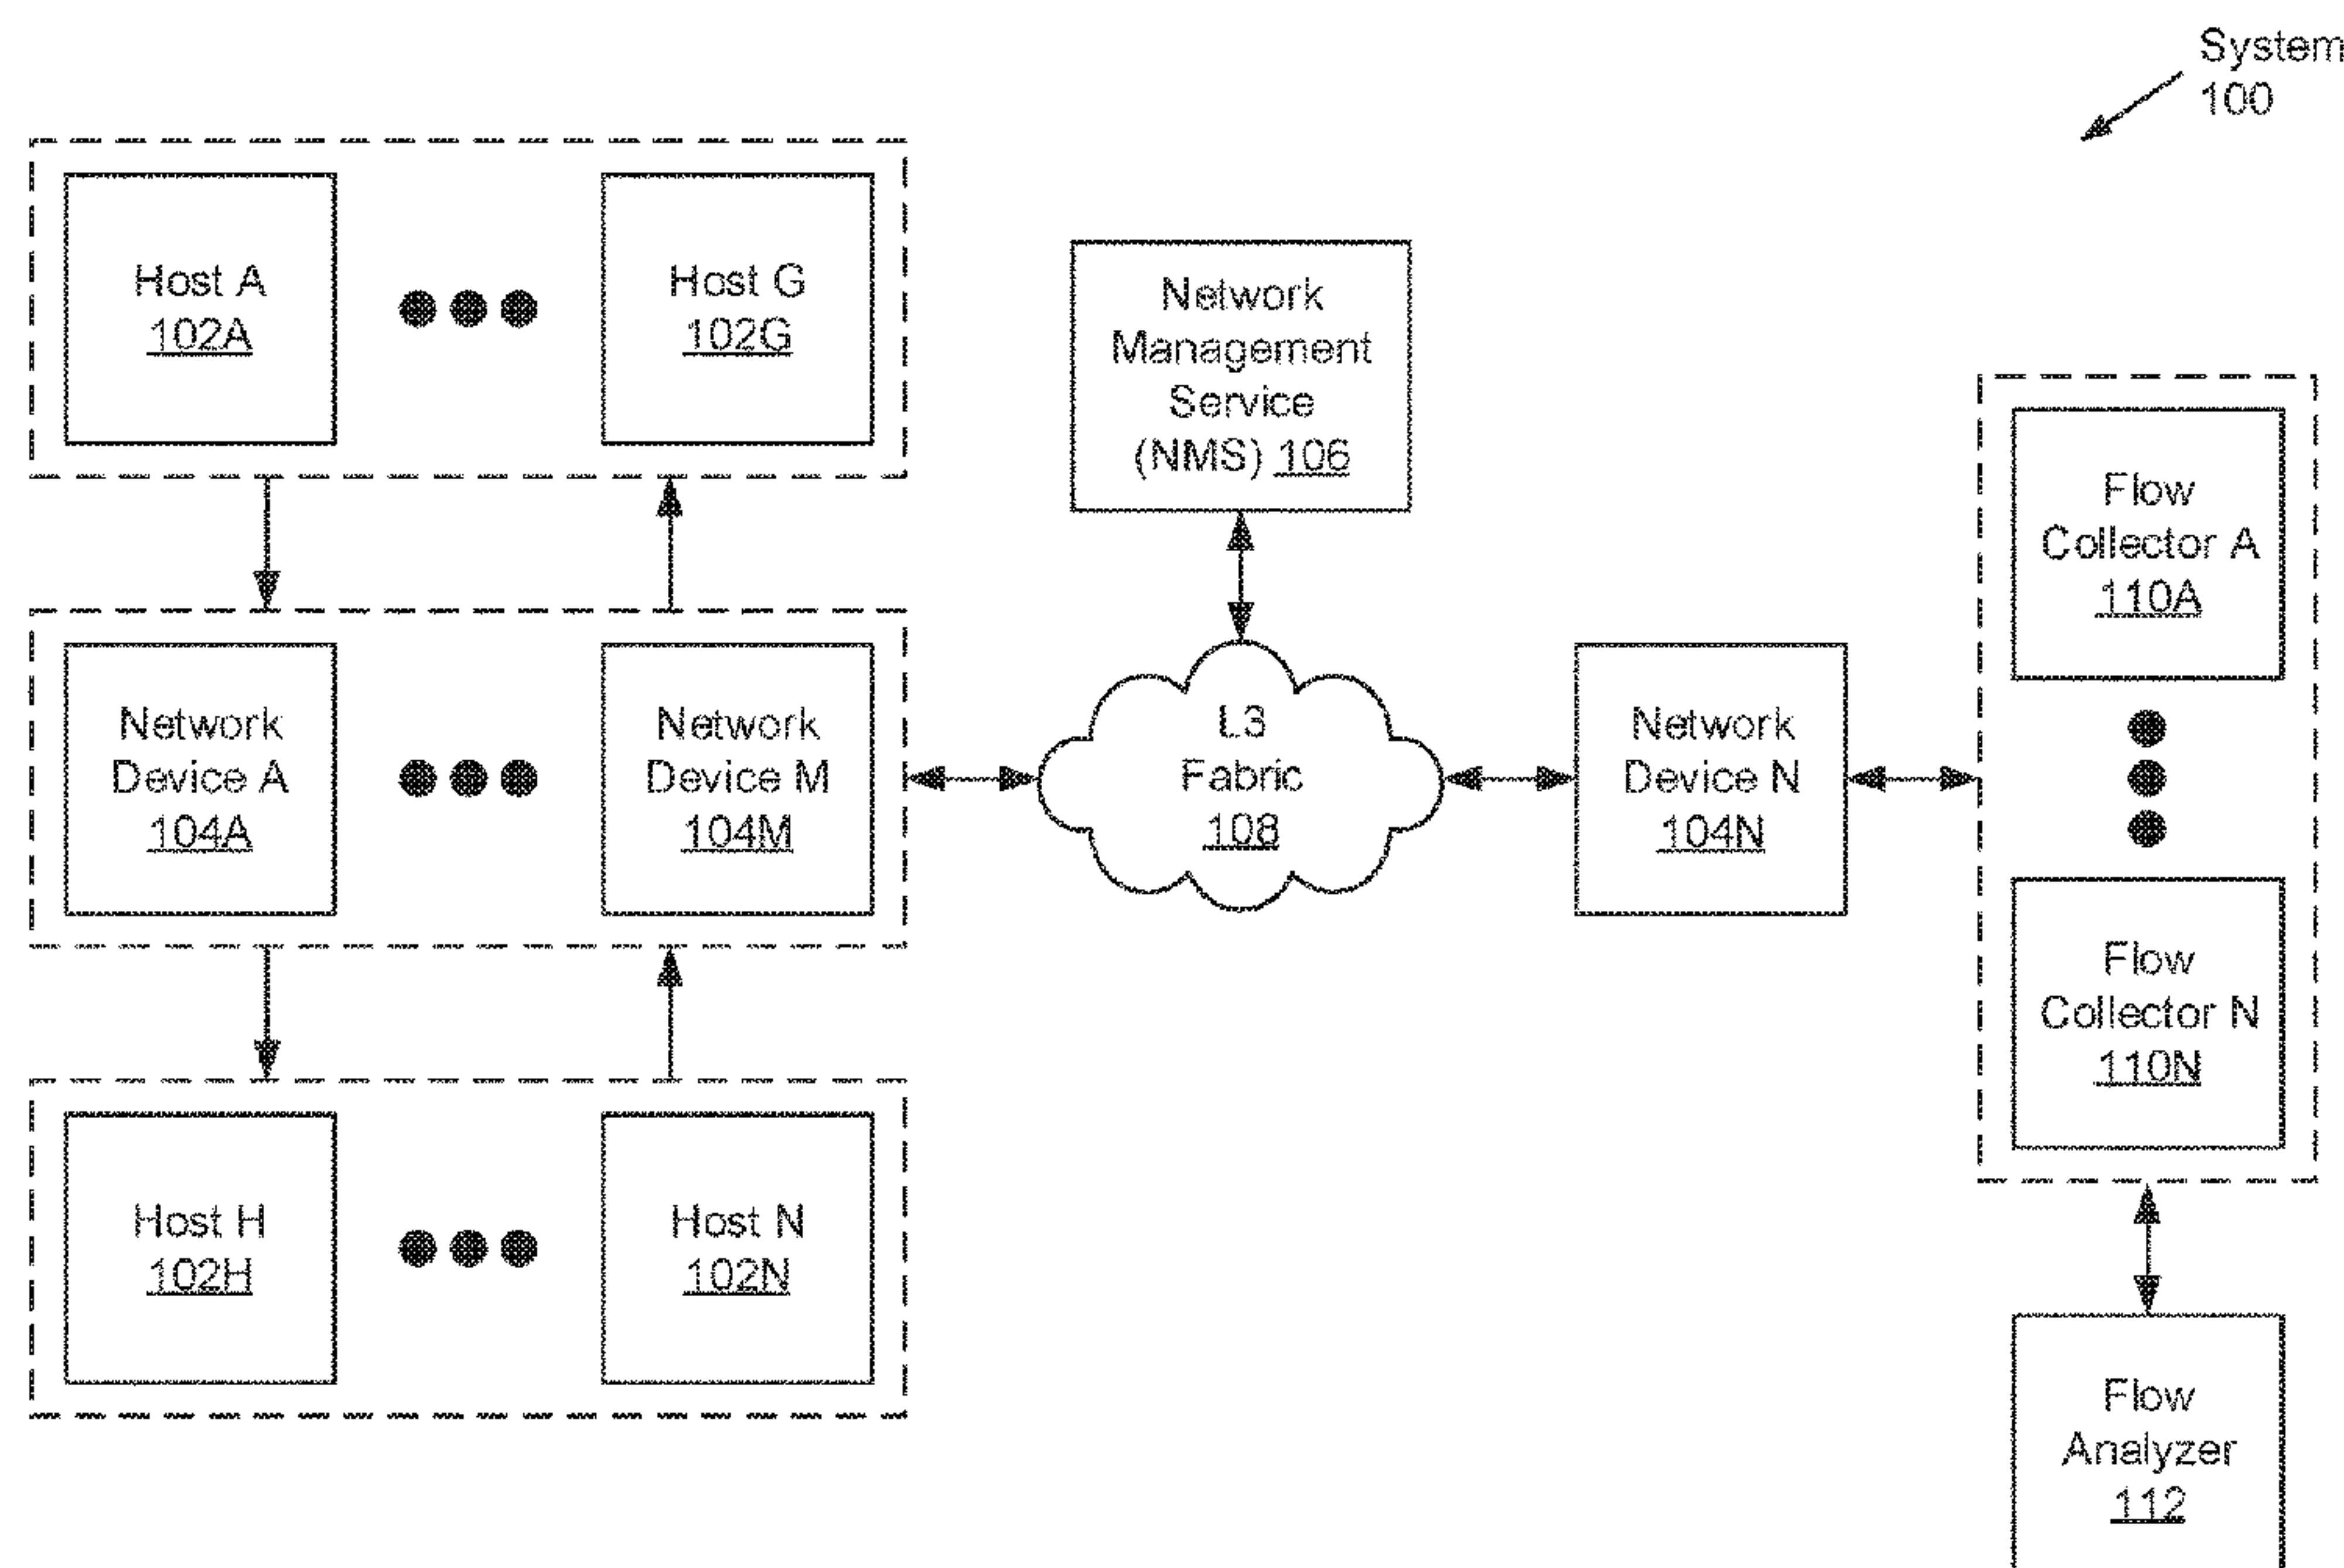 System
100
Host A
102A
Host G
102G
Network
Management
Service
(NMS) 106
Flow
Collector A
110A
Network
Device A
104A
Network
Device M
104M
L3
Fabric
108
Network
Device N
104N
Flow
Collector N
110N
Host H
102H
Host N
102N
Flow
Analyzer
112